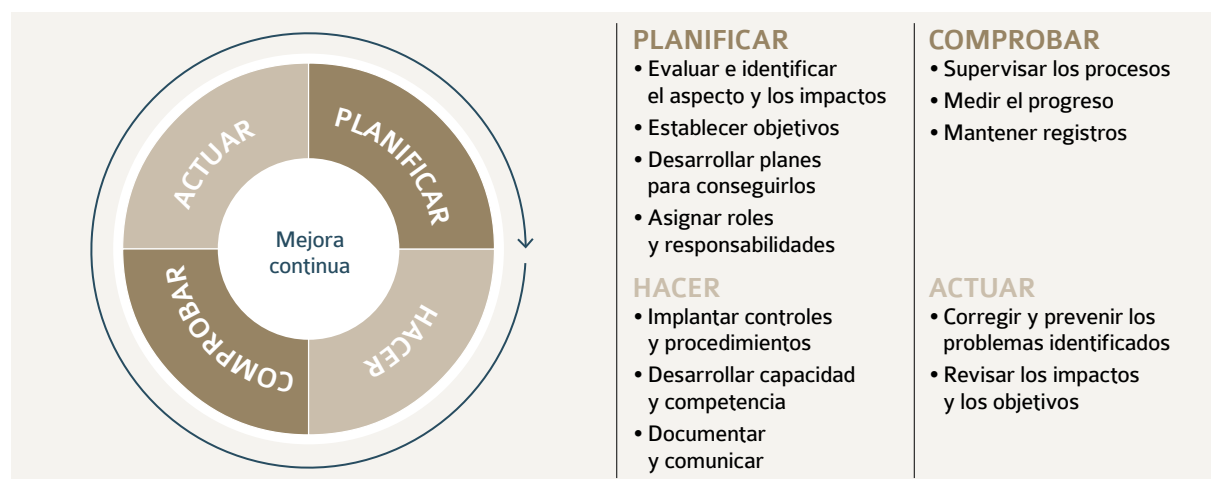 ACTUAR
PLANIFICAR
HACER
COMPROBAR
Mejora
continua
PLANIFICAR
• Evaluar e identificar
el aspecto y los impactos
• Establecer objetivos
• Desarrollar planes
para conseguirlos
• Asignar roles
y responsabilidades
HACER
• Implantar controles
y procedimientos
• Desarrollar capacidad
y competencia
• Documentar
y comunicar
COMPROBAR
• Supervisar los procesos
• Medir el progreso
• Mantener registros
ACTUAR
• Corregir y prevenir los
problemas identificados
• Revisar los impactos
y los objetivos